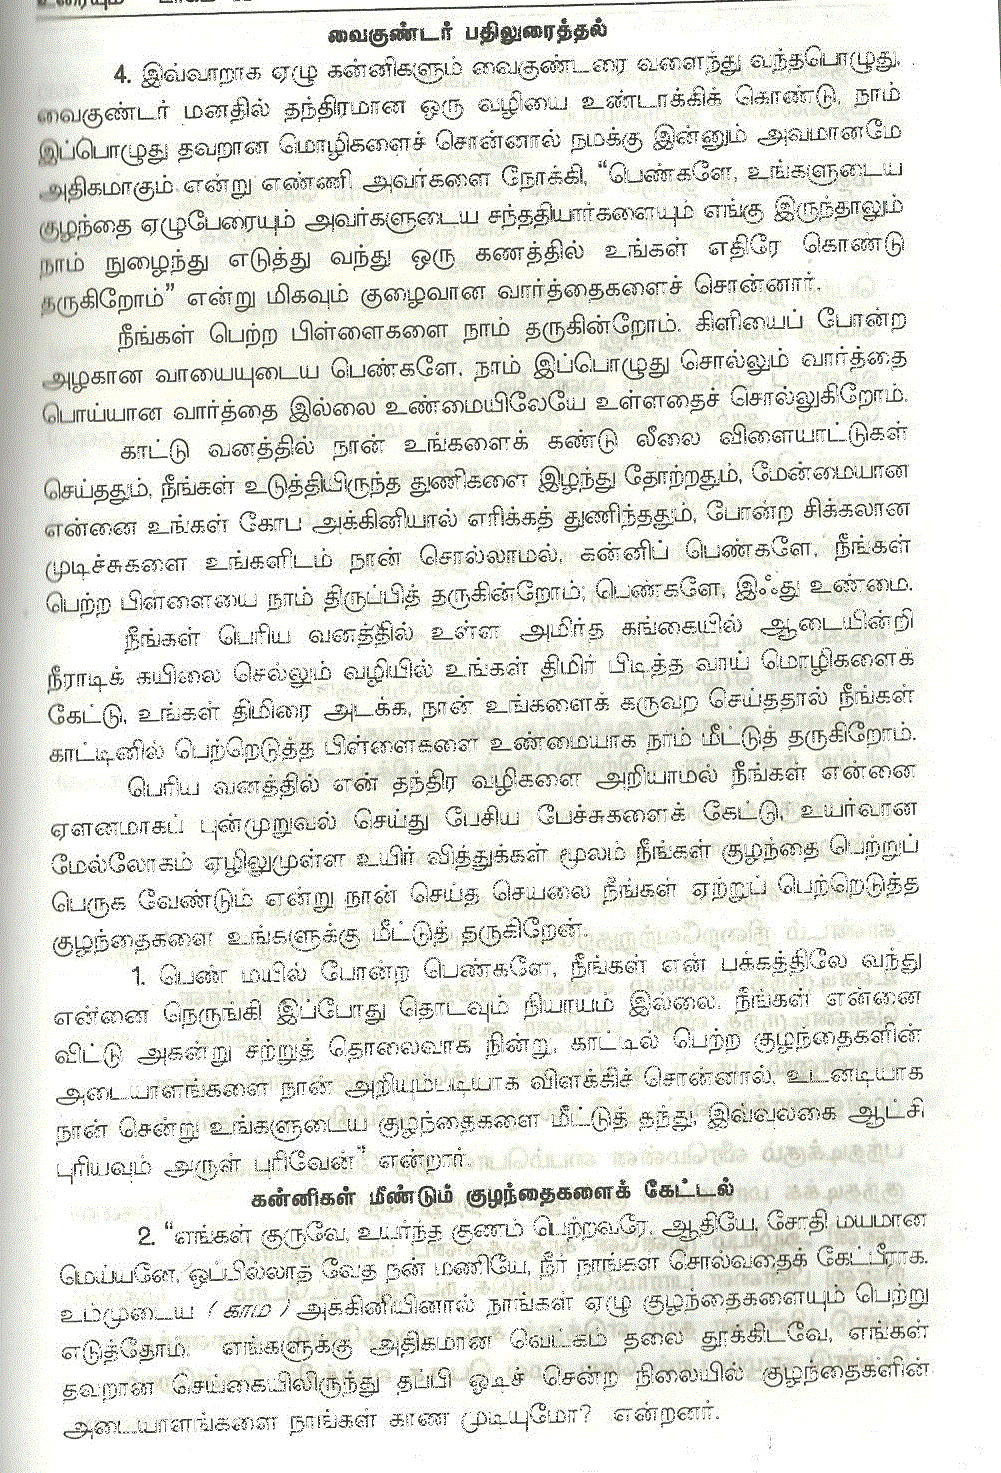 உரையும்
வைகுண்டர் பதிலுரைத்தல்
4. இவ்வாறாக ஏழு கன்னிகளும் வைகுண்டரை வளைந்து வந்தபொழுது,
வைகுண்டர் மனதில் தந்திரமான ஒரு வழியை உண்டாக்கிக் கொண்டு, நாம்
இப்பொழுது தவறான மொழிகளைச் சொன்னால் நமக்கு இன்னும் அவமானமே
அதிகமாகும் என்று எண்ணி, அவர்களை நோக்கி, “பெண்களே, உங்களுடைய
குழந்தை ஏழுபேரையும் அவர்களுடைய சந்ததியார்களையும் எங்கு இருந்தாலும்
நாம் நுழைந்து எடுத்து வந்து ஒரு கணத்தில் உங்கள் எதிரே கொண்டு
தருகிறோம்” என்று மிகவும் குழைவான வார்த்தைகளைச் சொன்னார்.
நீங்கள் பெற்ற பிள்ளைகளை நாம் தருகின்றோம். கிளியைப் போன்ற
அழகான வாயையுடைய பெண்களே, நாம் இப்பொழுது சொல்லும் வார்த்தை
பொய்யான வார்த்தை இல்லை உண்மையிலேயே உள்ளதைச் சொல்லுகிறோம்.
காட்டு வனத்தில் நான் உங்களைக் கண்டு லீலை விளையாட்டுகள்
செய்ததும், நீங்கள் உடுத்தியிருந்த துணிகளை இழந்து தோற்றதும், மேன்மையான
என்னை உங்கள் கோப அக்கினியால் எரிக்கத் துணிந்ததும், போன்ற சிக்கலான
முடிச்சுகளை உங்களிடம் நான் சொல்லாமல், கன்னிப் பெண்களே, நீங்கள்
பெற்ற பிள்ளையை நாம் திருப்பித் தருகின்றோம்; பெண்களே, இஃது உண்மை.
நீங்கள் பெரிய வனத்தில் உள்ள அமிர்த கங்கையில் ஆடையின்றி
நீராடிக் கயிலை செல்லும் வழியில் உங்கள் திமிர் பிடித்த வாய் மொழிகளைக்
கேட்டு, உங்கள் திமிரை அடக்க, நான் உங்களைக் கருவுற செய்ததால் நீங்கள்
காட்டினில் பெற்றெடுத்த பிள்ளைகளை உண்மையாக நாம் மீட்டுத் தருகிறோம்.
பெரிய வனத்தில் என் தந்திர வழிகளை அறியாமல் நீங்கள் என்னை
ஏளனமாகப் புன்முறுவல் செய்து பேசிய பேச்சுகளைக் கேட்டு, உயர்வான
மேல்லோகம் ஏழிலுமுள்ள உயிர் வித்துக்கள் மூலம் நீங்கள் குழந்தை பெற்றுப்
பெருக வேண்டும் என்று நான் செய்த செயலை நீங்கள் ஏற்றுப் பெற்றெடுத்த
குழந்தைகளை உங்களுக்கு மீட்டுத் தருகிறேன்.
1. பெண் மயில் போன்ற பெண்களே, நீங்கள் என் பக்கத்திலே வந்து
என்னை நெருங்கி இப்போது தொடவும் நியாயம் இல்லை. நீங்கள் என்னை
விட்டு அகன்று சற்றுத் தொலைவாக நின்று, காட்டில் பெற்ற குழந்தைகளின்
அடையாளங்களை நான் அறியும்படியாக விளக்கிச் சொன்னால், உடனடியாக
நான் சென்று உங்களுடைய குழந்தைகளை மீட்டுத் தந்து, இவ்வுலகை ஆட்சி
புரியவும் அருள் புரிவேன்” என்றார்.
கன்னிகள் மீண்டும் குழந்தைகளைக் கேட்டல்
2. “எங்கள் குருவே, உயர்ந்த குணம் பெற்றவரே, ஆதியே, சோதி மயமான
மெய்யனே, ஒப்பில்லாத வேத நன் மணியே, நீர் நாங்கள் சொல்வதைக் கேட்பீராக.
உம்முடைய (காம) அக்கினியினால் நாங்கள் ஏழு குழந்தைகளையும் பெற்று
எடுத்தோம். எங்களுக்கு அதிகமான வெட்கம் தலை தூக்கிடவே, எங்கள்
தவறான செய்கையிலிருந்து தப்பி ஓடிச் சென்ற நிலையில் குழந்தைகளின்
அடையாளங்களை நாங்கள் காண முடியுமோ? என்றனர்.